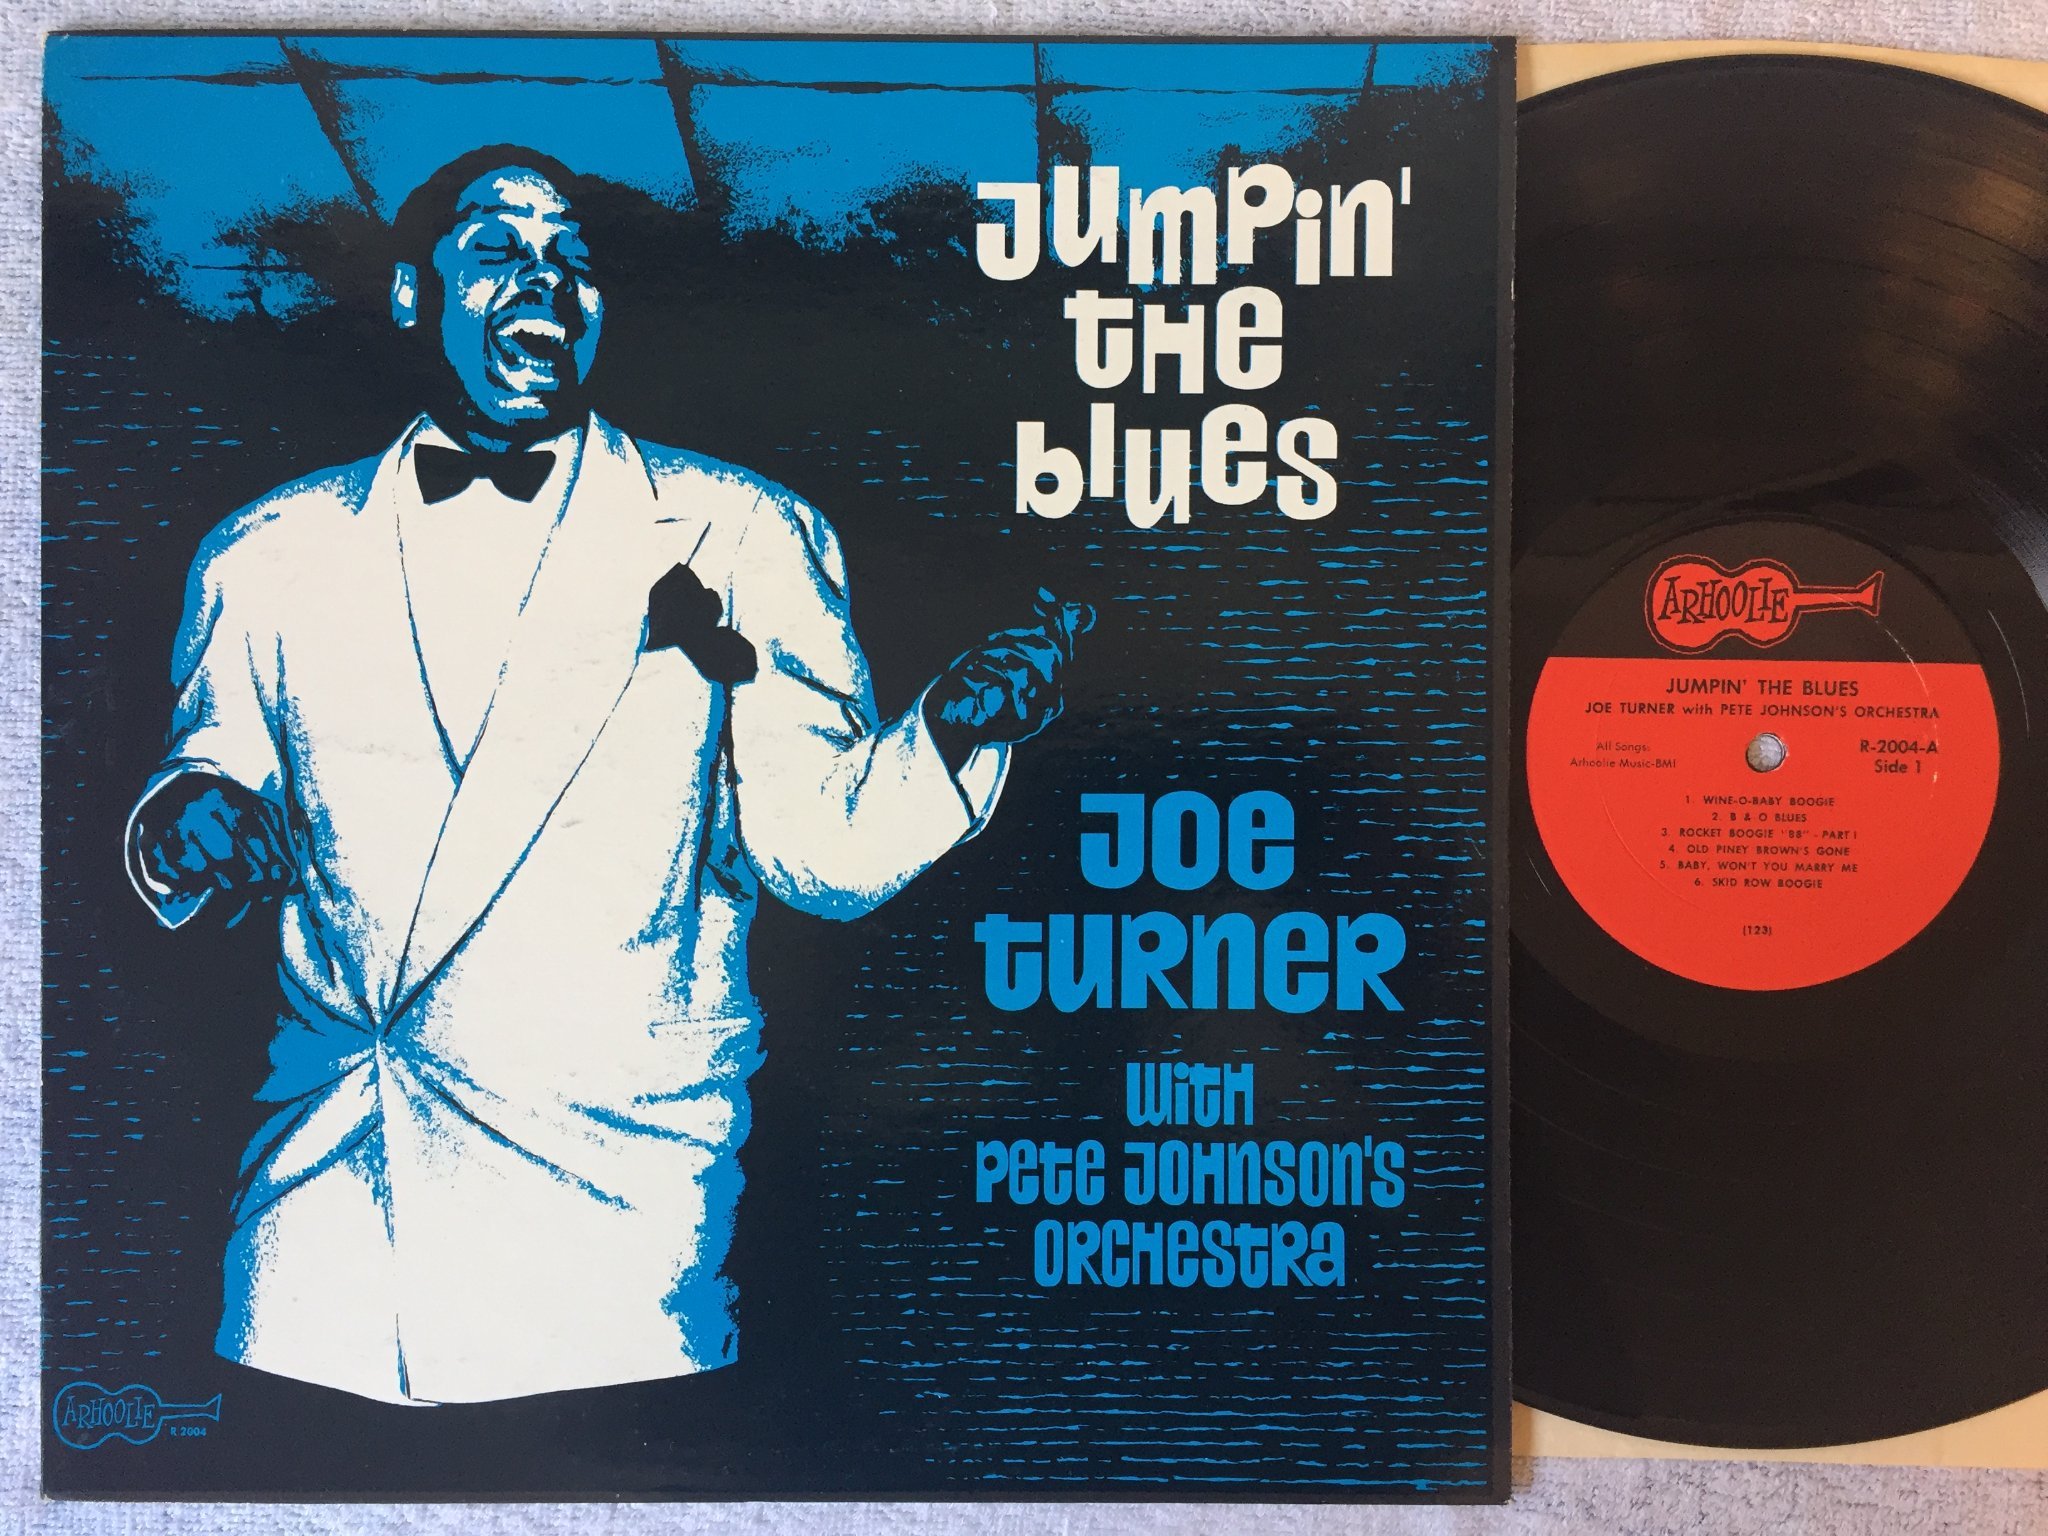 JUMPIN'
THE
BLUES
JOE
TURNER
WITH
PETE JOHNSON'S
ORCHESTRA
ARHOOLIE
R 2004
ARHOOLIE
JUMPIN' THE BLUES
JOE TURNER with PETE JOHNSON'S ORCHESTRA
All Songs:
Arhoolie Music-BMI
R-2004-A
Side 1
1. WINE-O-BABY BOOGIE
2. B & O BLUES
3. ROCKET BOOGIE "88" - PART I
4. OLD PINEY BROWN'S GONE
5. BABY, WON'T YOU MARRY ME
6. SKID ROW BOOGIE
(123)